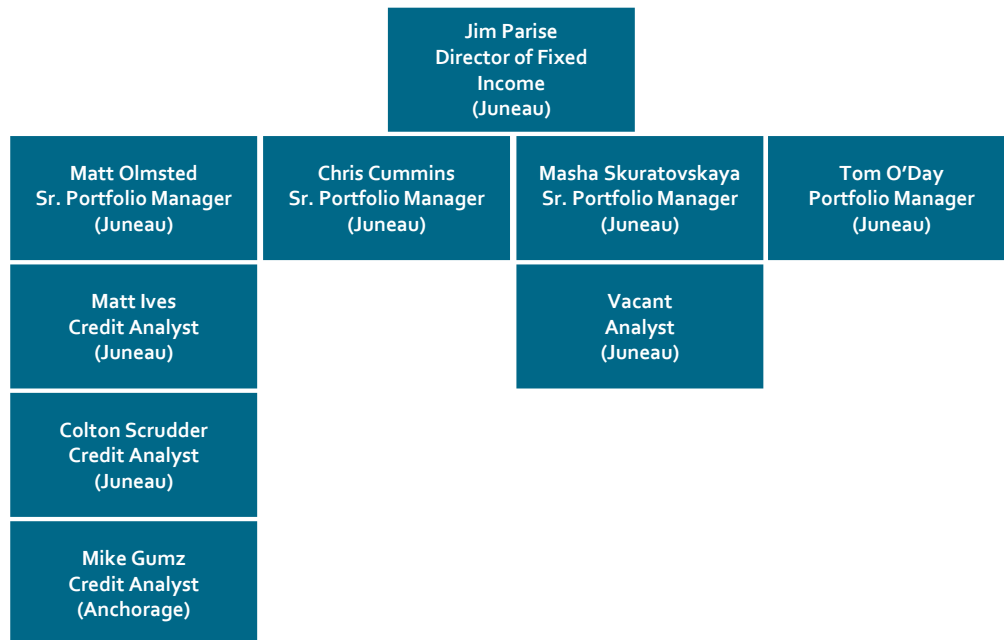 Jim Parise
Director of Fixed
Income
(Juneau)
Matt Olmsted
Sr. Portfolio Manager
(Juneau)
Chris Cummins
Sr. Portfolio Manager
(Juneau)
Masha Skuratovskaya
Sr. Portfolio Manager
(Juneau)
Tom O’Day
Portfolio Manager
(Juneau)
Matt Ives
Credit Analyst
(Juneau)
Vacant
Analyst
(Juneau)
Colton Scrudder
Credit Analyst
(Juneau)
Mike Gumz
Credit Analyst
(Anchorage)